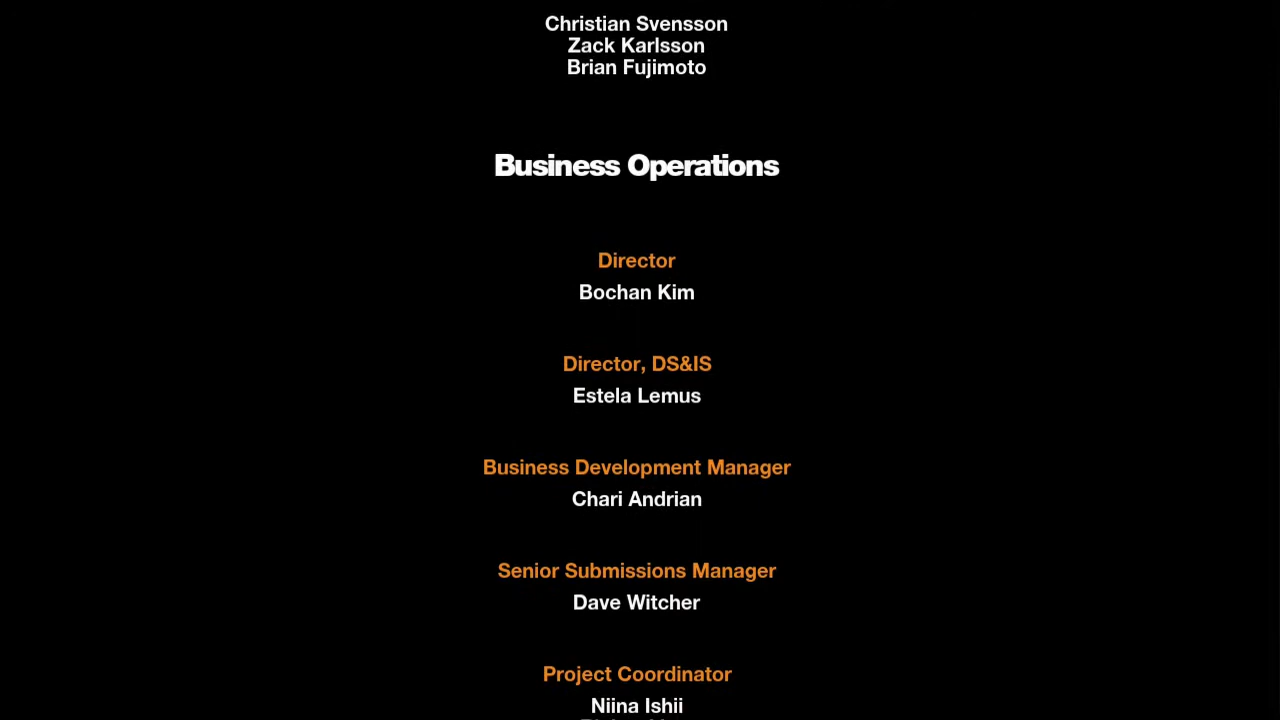 Christian Svensson
Zack Karlsson
Brian Fujimoto
Business Operations
Director
Bochan Kim
Director, DS&IS
Estela Lemus
Business Development Manager
Chari Andrian
Senior Submissions Manager
Dave Witcher
Project Coordinator
Niina Ishii